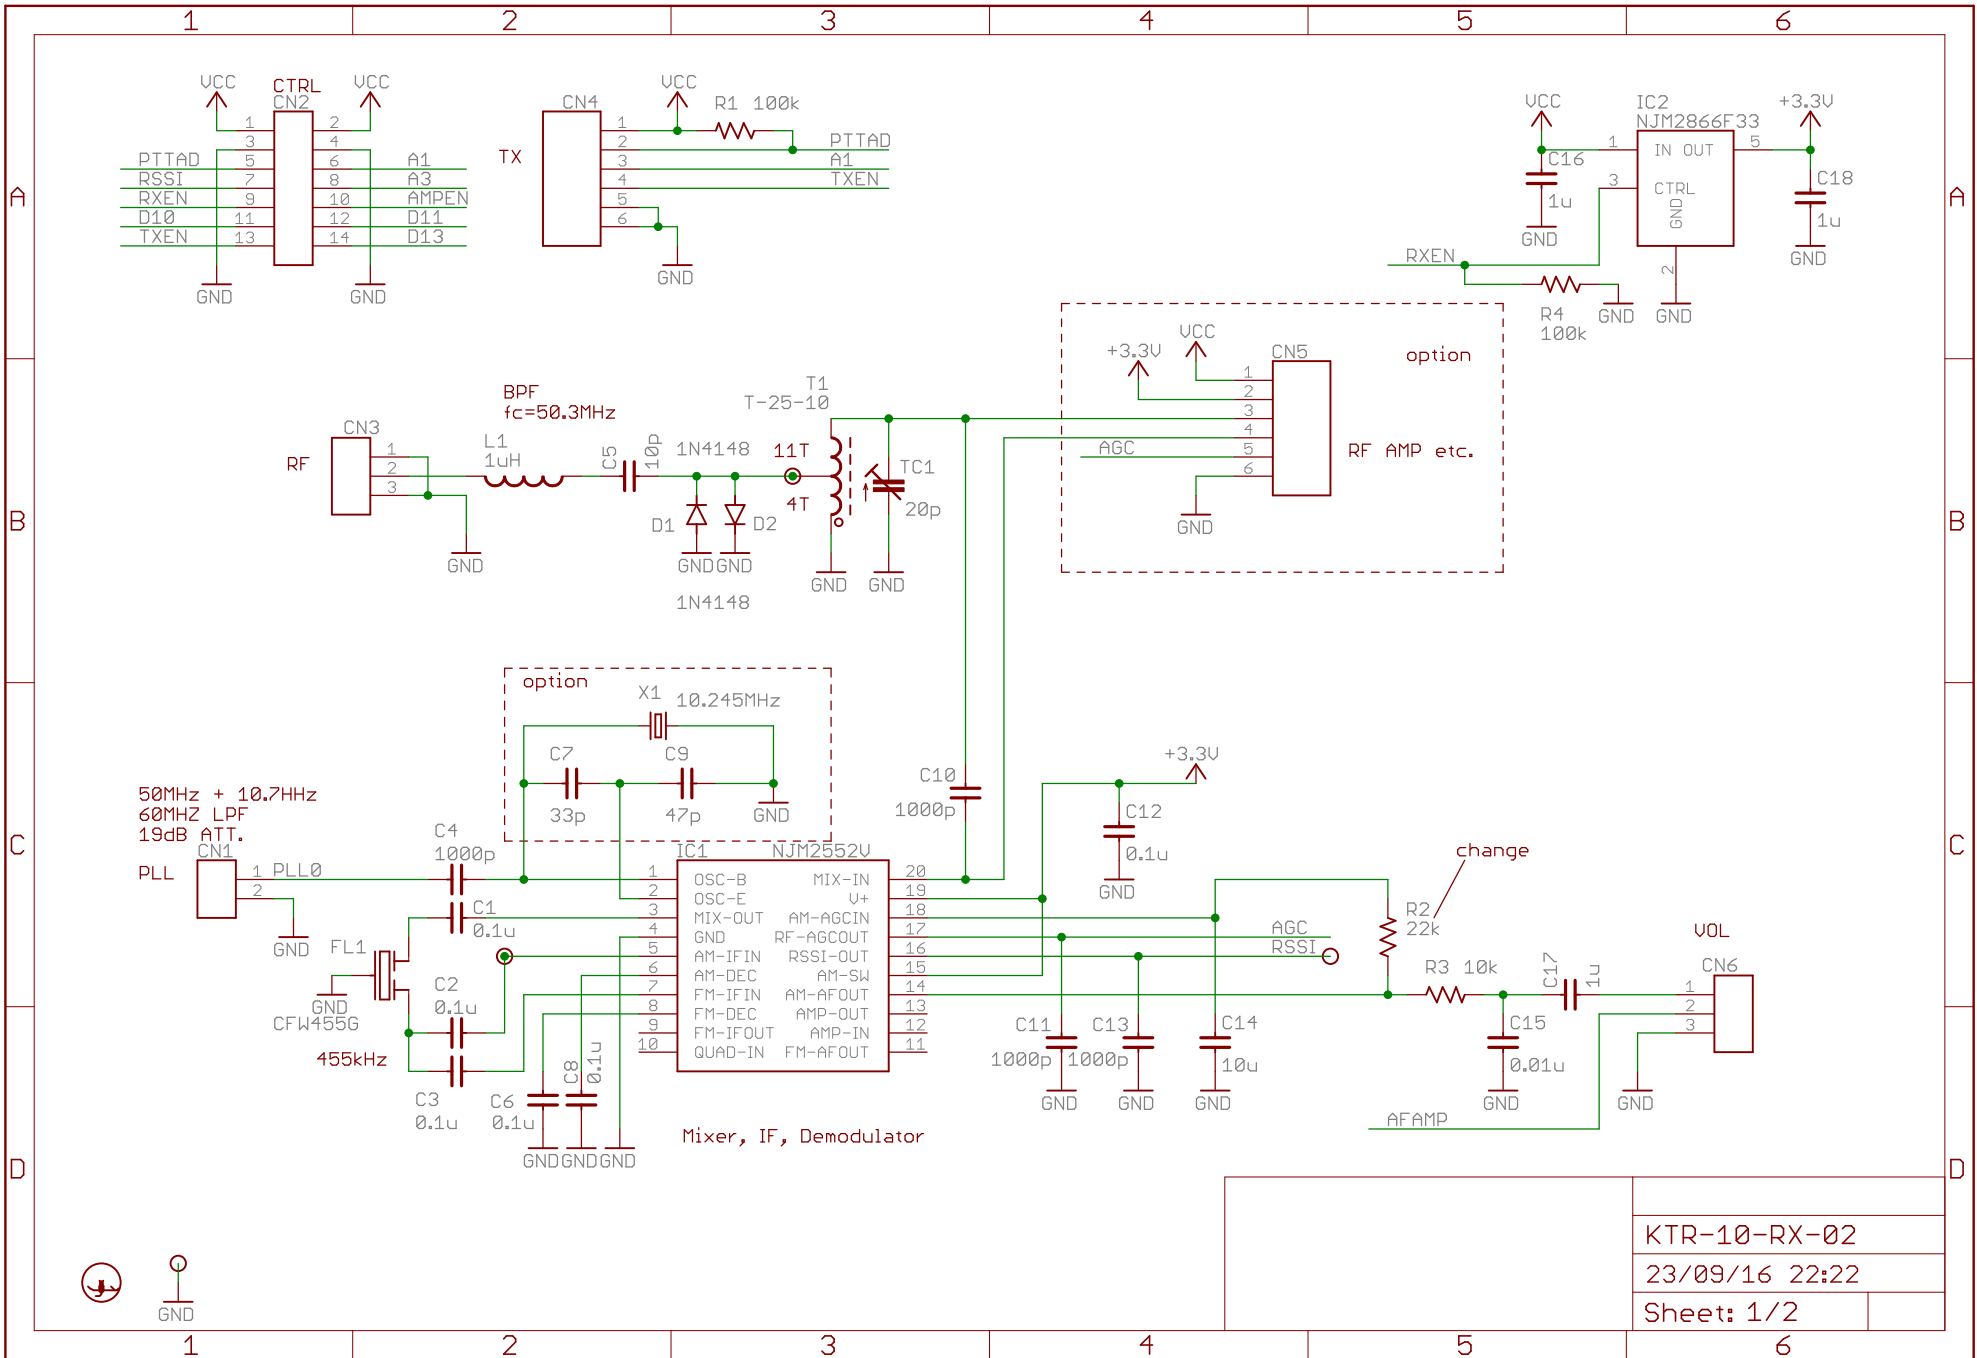 1 2 3 4 5 6
A
B
C
D
A
B
C
D
1 2 3 4 5 6
VCC
CTRL
CN2
VCC
1
3
PTTAD 5
RSSI 7
RXEN 9
D10 11
TXEN 13
2
4
6 A1
8 A3
10 AMPEN
12 D11
14 D13
GND
GND
CN4
VCC
R1 100k
TX
1
2 PTTAD
3 A1
4 TXEN
5
6
GND
VCC
IC2
NJM2866F33
+3.3V
1 IN OUT 5
3 CTRL
GND
2
C16
1u
GND
C18
1u
GND
RXEN
R4
100k
GND
GND
+3.3V
VCC
CN5
option
1
2
3
4
AGC 5
6
RF AMP etc.
GND
BPF
fc=50.3MHz
T1
T-25-10
CN3
RF
1
2
3
GND
L1
1uH
C5
10p
1N4148
11T
4T
D1
D2
GND
GND
1N4148
TC1
20p
GND
GND
option
X1
10.245MHz
C7
33p
C9
47p
GND
50MHz + 10.7HHz
60MHZ LPF
19dB ATT.
CN1
PLL
1 PLL0
2
GND
C4
1000p
C1
0.1u
FL1
GND
CFW455G
455kHz
C2
0.1u
C3
0.1u
C6
0.1u
C8
0.1u
GND
GND
GND
IC1 NJM2552V
1 OSC-B MIX-IN 20
2 OSC-E V+ 19
3 MIX-OUT AM-AGCIN 18
4 GND RF-AGCOUT 17
5 AM-IFIN RSSI-OUT 16
6 AM-DEC AM-SW 15
7 FM-IFIN AM-AFOUT 14
8 FM-DEC AMP-OUT 13
9 FM-IFOUT AMP-IN 12
10 QUAD-IN FM-AFOUT 11
Mixer, IF, Demodulator
C10
1000p
+3.3V
C12
0.1u
GND
AGC
RSSI
change
R2
22k
R3 10k
C17
1u
VOL
CN6
1
2
3
C11
1000p
GND
C13
1000p
GND
C14
10u
GND
C15
0.01u
GND
GND
AFAMP
GND
KTR-10-RX-02
23/09/16 22:22
Sheet: 1/2